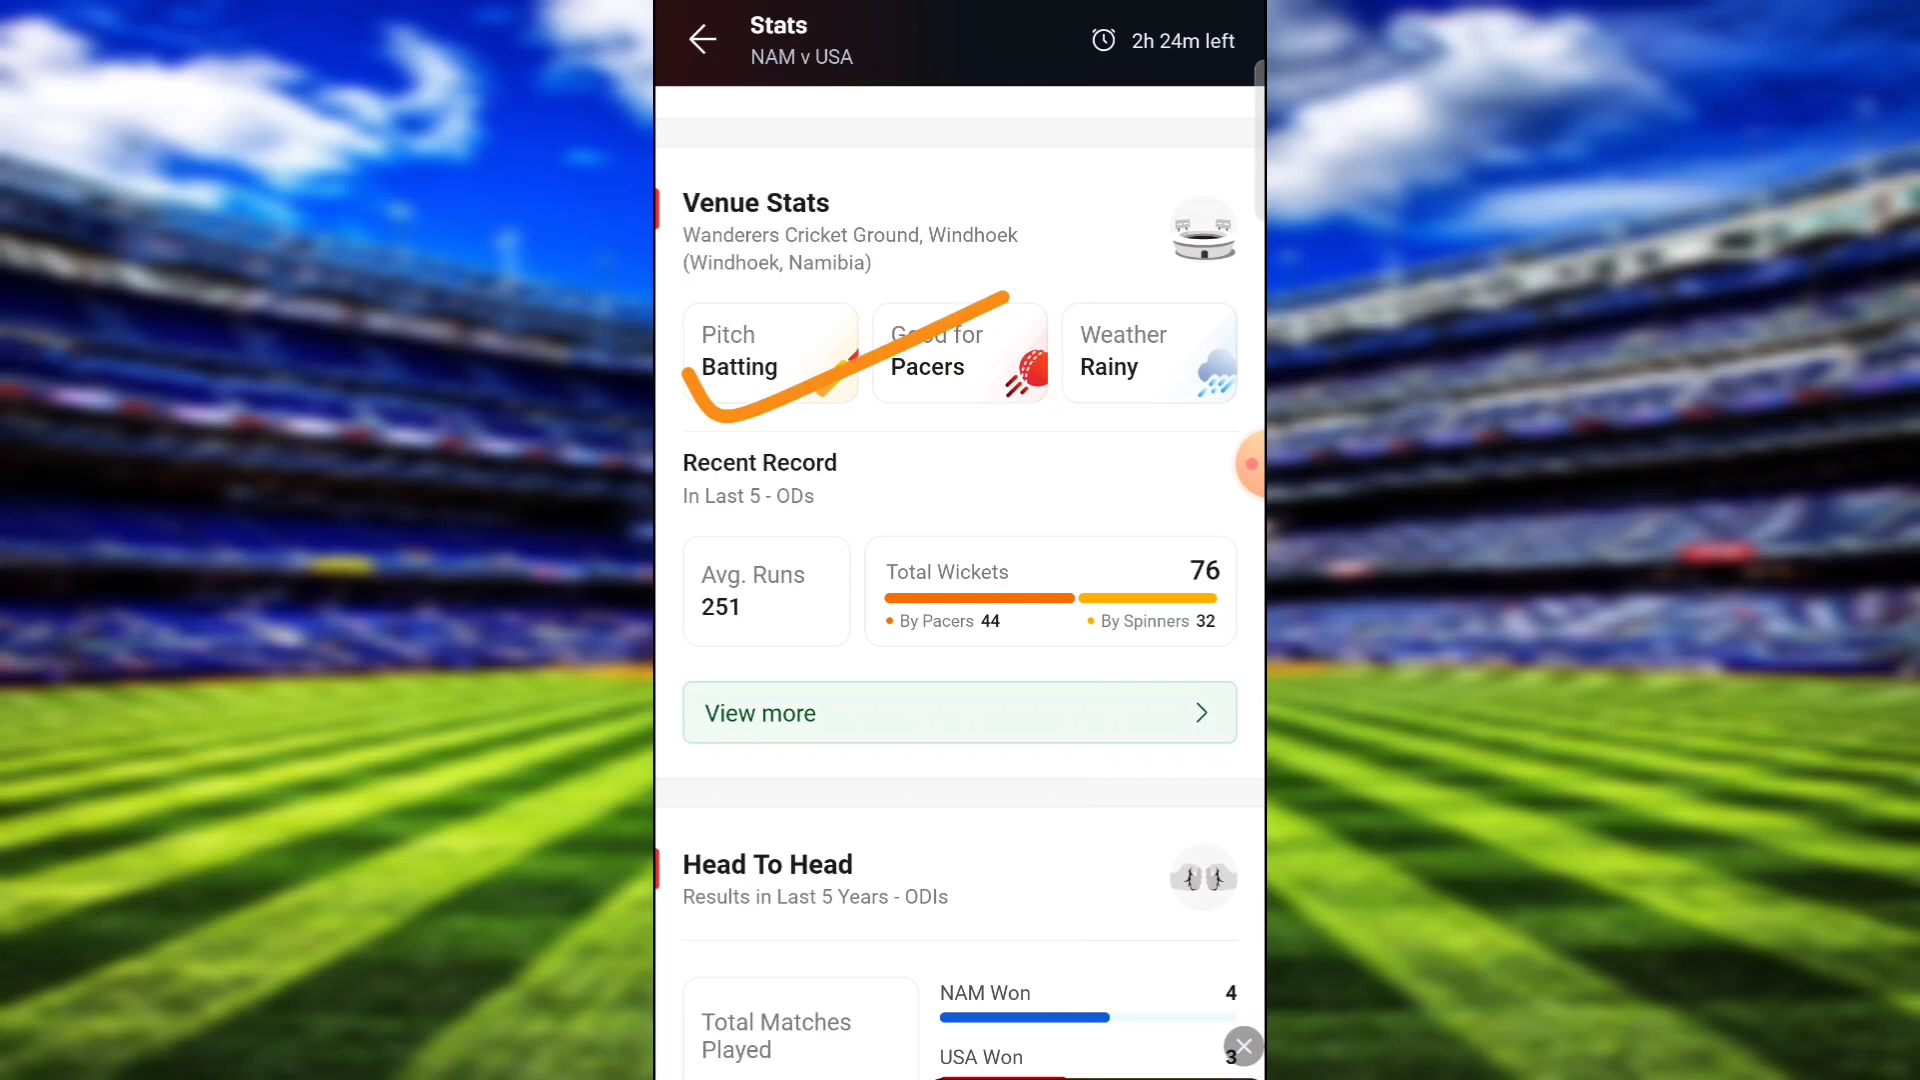 Stats
NAM v USA
2h 24m left
Venue Stats
Wanderers Cricket Ground, Windhoek
(Windhoek, Namibia)
Pitch
Batting
Good for
Pacers
Weather
Rainy
Recent Record
In Last 5 - ODs
Avg. Runs
251
Total Wickets 76
By Pacers 44
By Spinners 32
View more
Head To Head
Results in Last 5 Years - ODIs
Total Matches
Played
NAM Won 4
USA Won 3